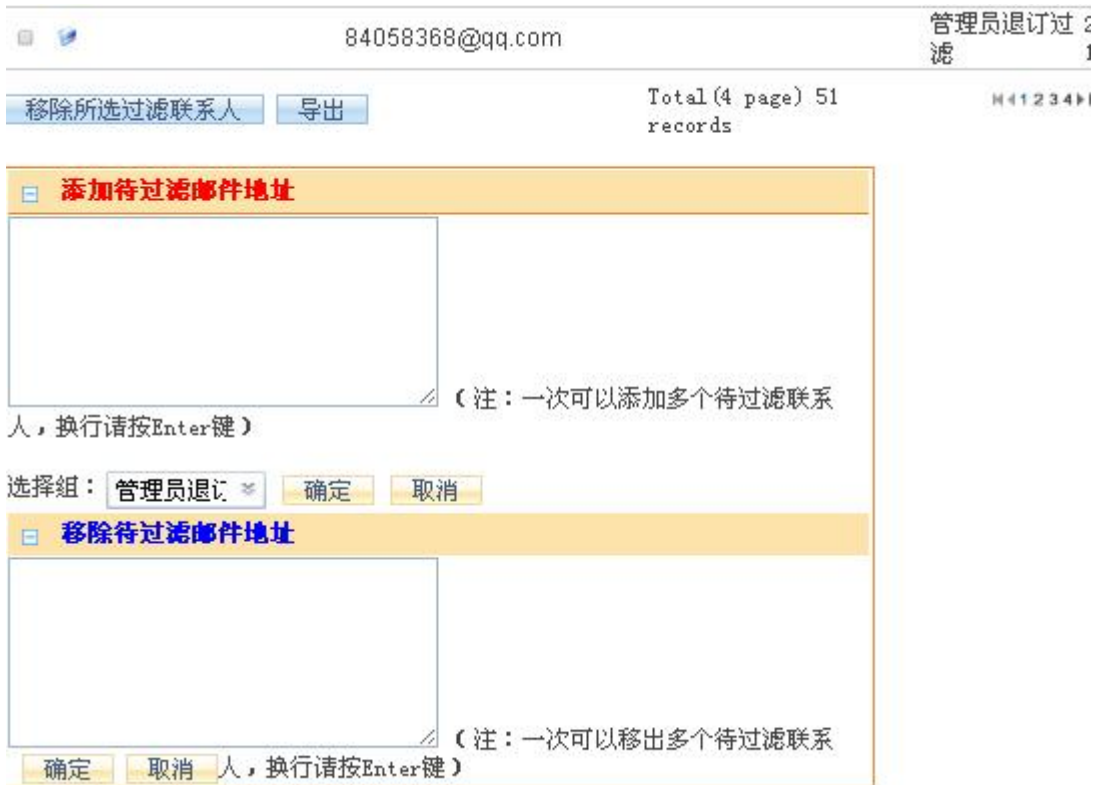 84058368@qq.com 管理员退订过 2
滤 1
移除所选过滤联系人 导出 Total(4 page) 51 1234
records
添加待过滤邮件地址
(注：一次可以添加多个待过滤联系
人，换行请按Enter键)
选择组： 管理员退订 确定 取消
移除待过滤邮件地址
(注：一次可以移出多个待过滤联系
确定 取消 人，换行请按Enter键)